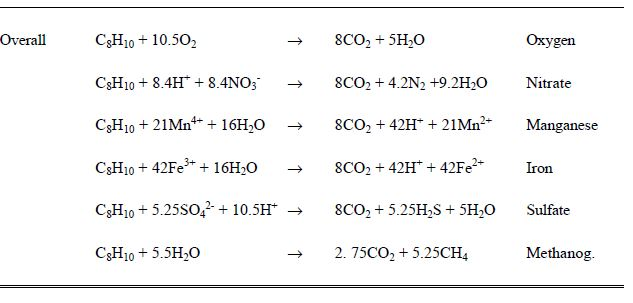 Overall C₈H₁₀ + 10.5O₂ → 8CO₂ + 5H₂O Oxygen
C₈H₁₀ + 8.4H⁺ + 8.4NO₃⁻ → 8CO₂ + 4.2N₂ +9.2H₂O Nitrate
C₈H₁₀ + 21Mn⁴⁺ + 16H₂O → 8CO₂ + 42H⁺ + 21Mn²⁺ Manganese
C₈H₁₀ + 42Fe³⁺ + 16H₂O → 8CO₂ + 42H⁺ + 42Fe²⁺ Iron
C₈H₁₀ + 5.25SO₄²⁻ + 10.5H⁺ → 8CO₂ + 5.25H₂S + 5H₂O Sulfate
C₈H₁₀ + 5.5H₂O → 2. 75CO₂ + 5.25CH₄ Methanog.